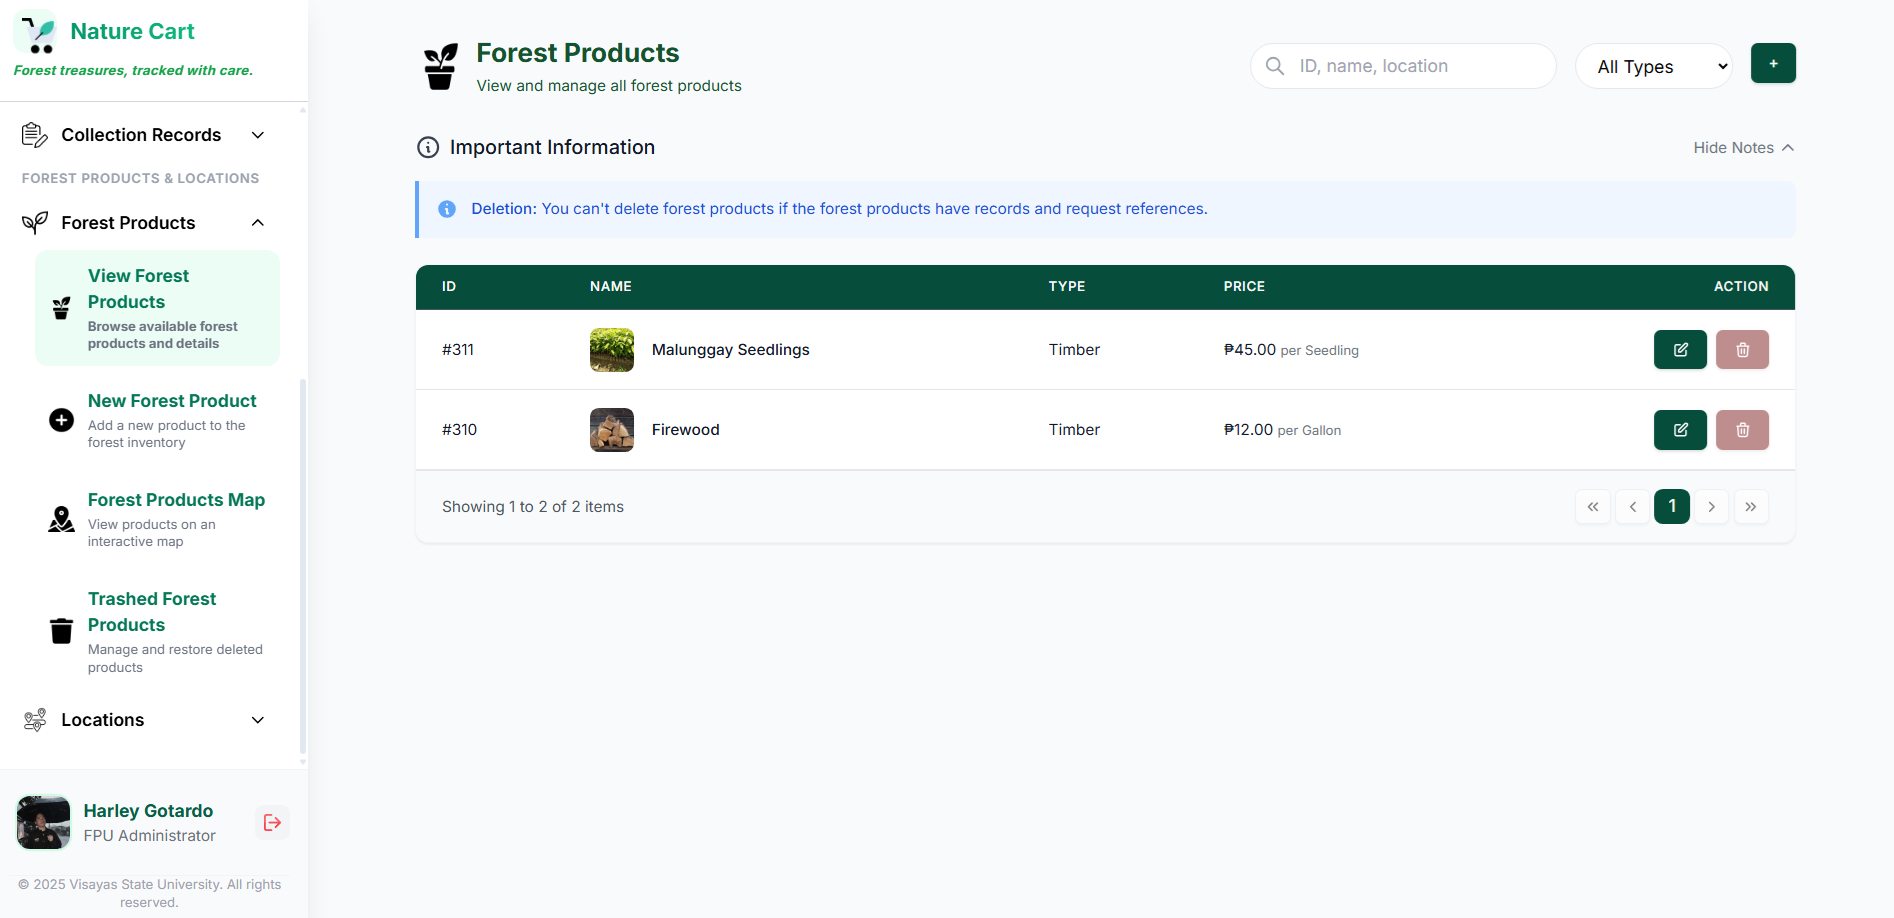 Nature Cart
Forest treasures, tracked with care.
Collection Records
FOREST PRODUCTS & LOCATIONS
Forest Products
View Forest
Products
Browse available forest
products and details
New Forest Product
Add a new product to the
forest inventory
Forest Products Map
View products on an
interactive map
Trashed Forest
Products
Manage and restore deleted
products
Locations
Harley Gotardo
FPU Administrator
© 2025 Visayas State University. All rights
reserved.
Forest Products
View and manage all forest products
ID, name, location
All Types
+
Important Information
Hide Notes
Deletion: You can't delete forest products if the forest products have records and request references.
ID NAME TYPE PRICE ACTION
#311 Malunggay Seedlings Timber ₱45.00 per Seedling
#310 Firewood Timber ₱12.00 per Gallon
Showing 1 to 2 of 2 items
« ‹ 1 › »